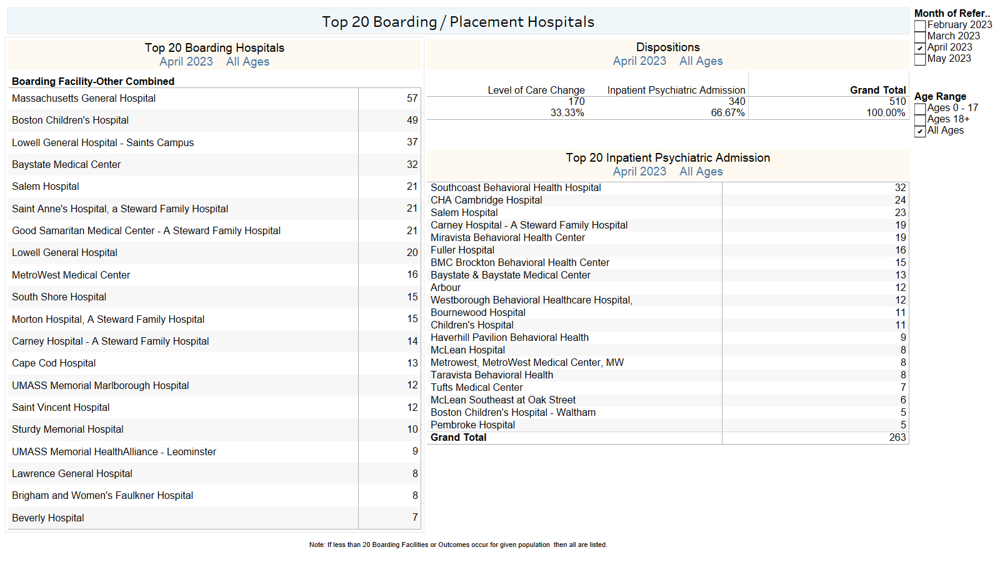 Top 20 Boarding / Placement Hospitals
Top 20 Boarding Hospitals
April 2023 All Ages
Boarding Facility-Other Combined
Massachusetts General Hospital 57
Boston Children's Hospital 49
Lowell General Hospital - Saints Campus 37
Baystate Medical Center 32
Salem Hospital 21
Saint Anne's Hospital, a Steward Family Hospital 21
Good Samaritan Medical Center - A Steward Family Hospital 21
Lowell General Hospital 20
MetroWest Medical Center 16
South Shore Hospital 15
Morton Hospital, A Steward Family Hospital 15
Carney Hospital - A Steward Family Hospital 14
Cape Cod Hospital 13
UMASS Memorial Marlborough Hospital 12
Saint Vincent Hospital 12
Sturdy Memorial Hospital 10
UMASS Memorial HealthAlliance - Leominster 9
Lawrence General Hospital 8
Brigham and Women's Faulkner Hospital 8
Beverly Hospital 7
Dispositions
April 2023 All Ages
Level of Care Change Inpatient Psychiatric Admission Grand Total
170 340 510
33.33% 66.67% 100.00%
Top 20 Inpatient Psychiatric Admission
April 2023 All Ages
Southcoast Behavioral Health Hospital 32
CHA Cambridge Hospital 24
Salem Hospital 23
Carney Hospital - A Steward Family Hospital 19
Miravista Behavioral Health Center 19
Fuller Hospital 16
BMC Brockton Behavioral Health Center 15
Baystate & Baystate Medical Center 13
Arbour 12
Westborough Behavioral Healthcare Hospital, 12
Bournewood Hospital 11
Children's Hospital 11
Haverhill Pavilion Behavioral Health 9
McLean Hospital 8
Metrowest, MetroWest Medical Center, MW 8
Taravista Behavioral Health 8
Tufts Medical Center 7
McLean Southeast at Oak Street 6
Boston Children's Hospital - Waltham 5
Pembroke Hospital 5
Grand Total 263
Month of Refer..
February 2023
March 2023
April 2023
May 2023
Age Range
Ages 0 - 17
Ages 18+
All Ages
Note: If less than 20 Boarding Facilities or Outcomes occur for given population then all are listed.